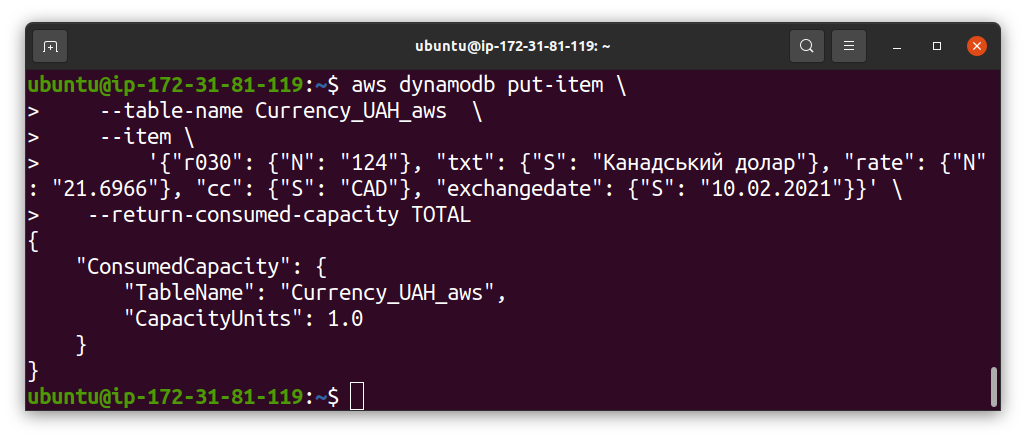 ubuntu@ip-172-31-81-119: ~
ubuntu@ip-172-31-81-119:~$ aws dynamodb put-item \
>     --table-name Currency_UAH_aws  \
>     --item \
>         '{"r030": {"N": "124"}, "txt": {"S": "Канадський долар"}, "rate": {"N"
: "21.6966"}, "cc": {"S": "CAD"}, "exchangedate": {"S": "10.02.2021"}}' \
>    --return-consumed-capacity TOTAL
{
    "ConsumedCapacity": {
        "TableName": "Currency_UAH_aws",
        "CapacityUnits": 1.0
    }
}
ubuntu@ip-172-31-81-119:~$